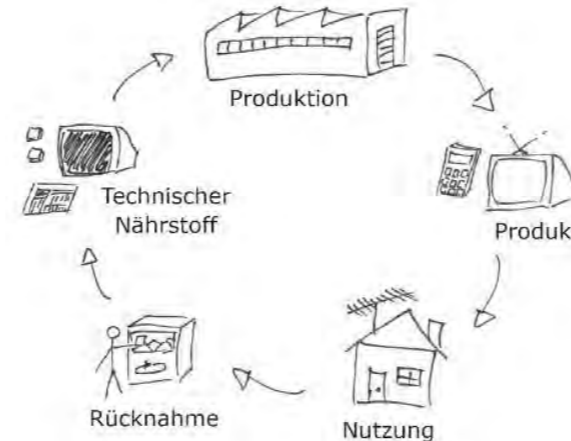 Produktion
Technischer
Nährstoff
Produk
Rücknahme
Nutzung